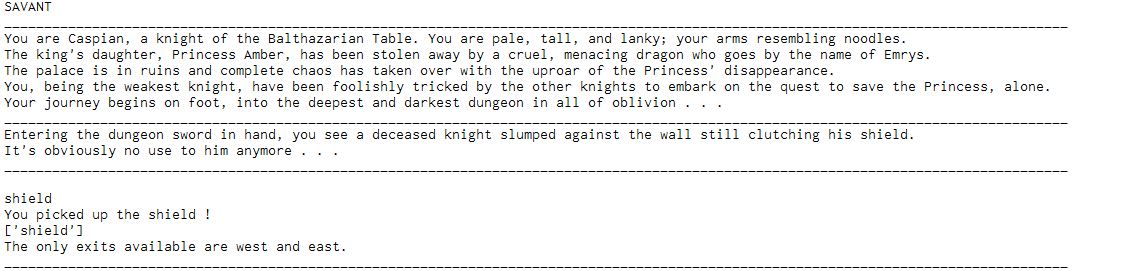 SAVANT
You are Caspian, a knight of the Balthazarian Table. You are pale, tall, and lanky; your arms resembling noodles.
The king's daughter, Princess Amber, has been stolen away by a cruel, menacing dragon who goes by the name of Emrys.
The palace is in ruins and complete chaos has taken over with the uproar of the Princess' disappearance.
You, being the weakest knight, have been foolishly tricked by the other knights to embark on the quest to save the Princess, alone.
Your journey begins on foot, into the deepest and darkest dungeon in all of oblivion . . .
Entering the dungeon sword in hand, you see a deceased knight slumped against the wall still clutching his shield.
It's obviously no use to him anymore . . .
shield
You picked up the shield !
['shield']
The only exits available are west and east.